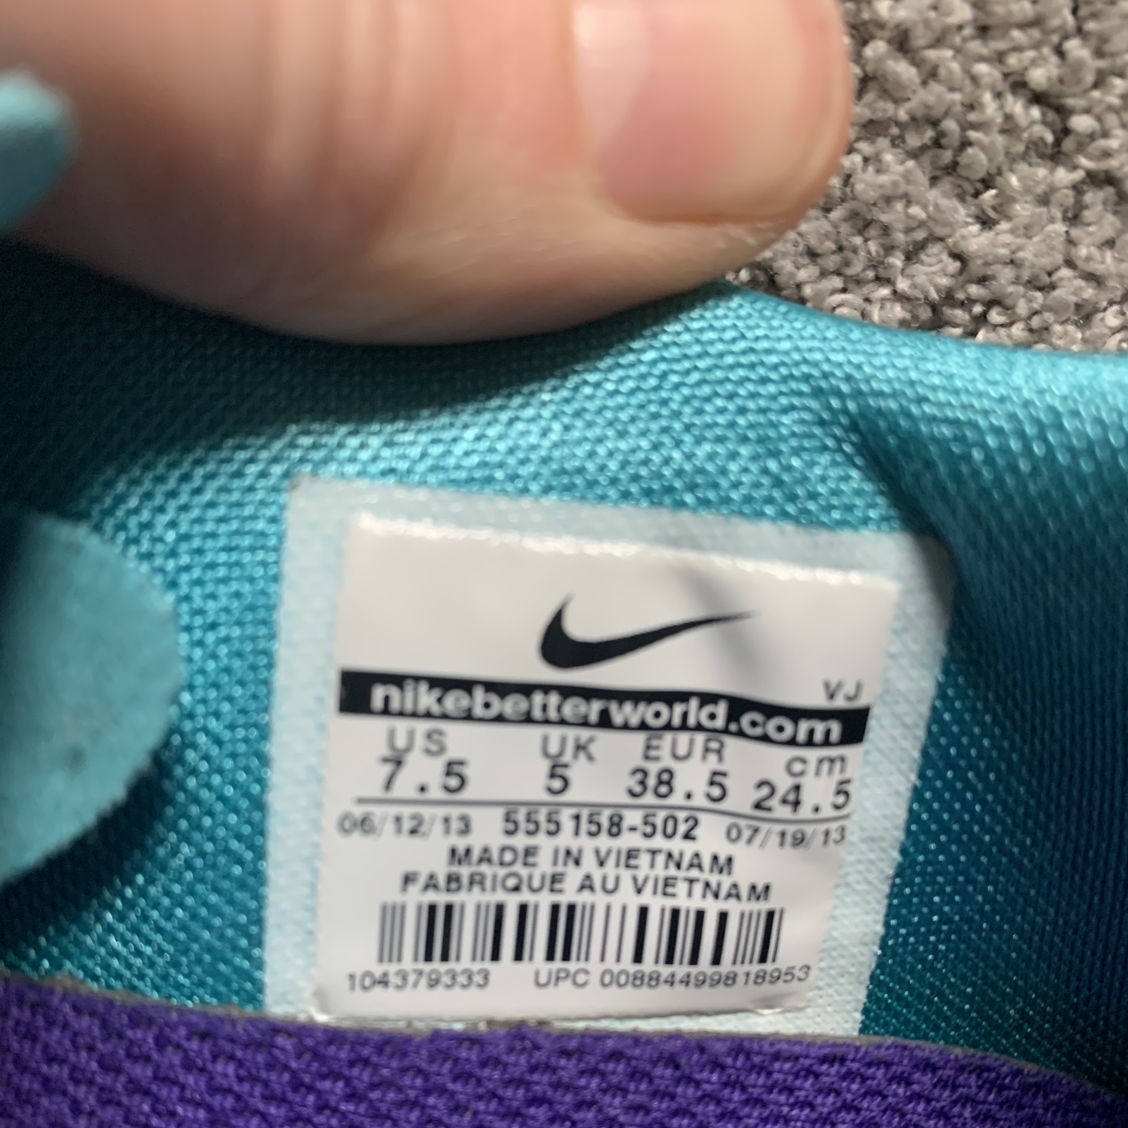 VJ
nikebetterworld.com
US UK EUR cm
7.5 5 38.5 24.5
06/12/13 555158-502 07/19/13
MADE IN VIETNAM
FABRIQUE AU VIETNAM
104379333 UPC 00884499818953